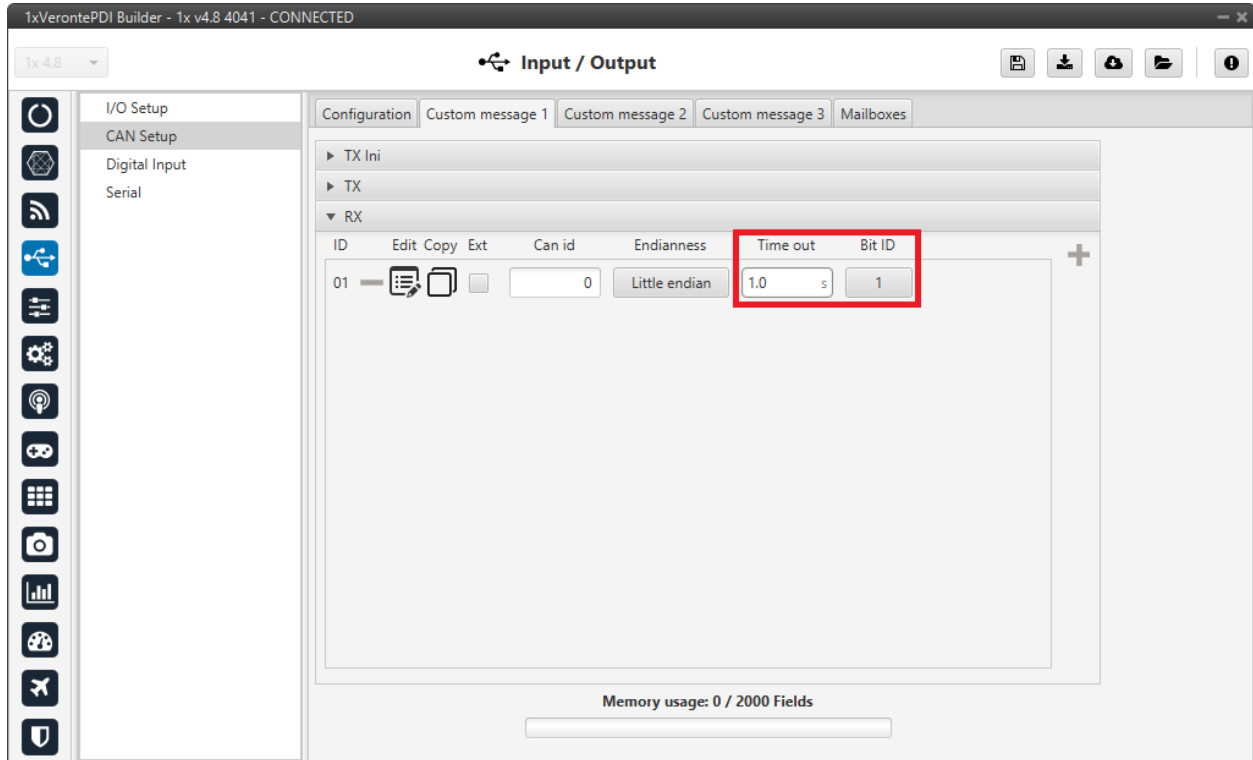 1xVerontePDI Builder - 1x v4.8 4041 - CONNECTED
1x 4.8
Input / Output
I/O Setup
CAN Setup
Digital Input
Serial
Configuration Custom message 1 Custom message 2 Custom message 3 Mailboxes
TX Ini
TX
RX
ID Edit Copy Ext Can id Endianness Time out Bit ID
01 0 Little endian 1.0 s 1
Memory usage: 0 / 2000 Fields